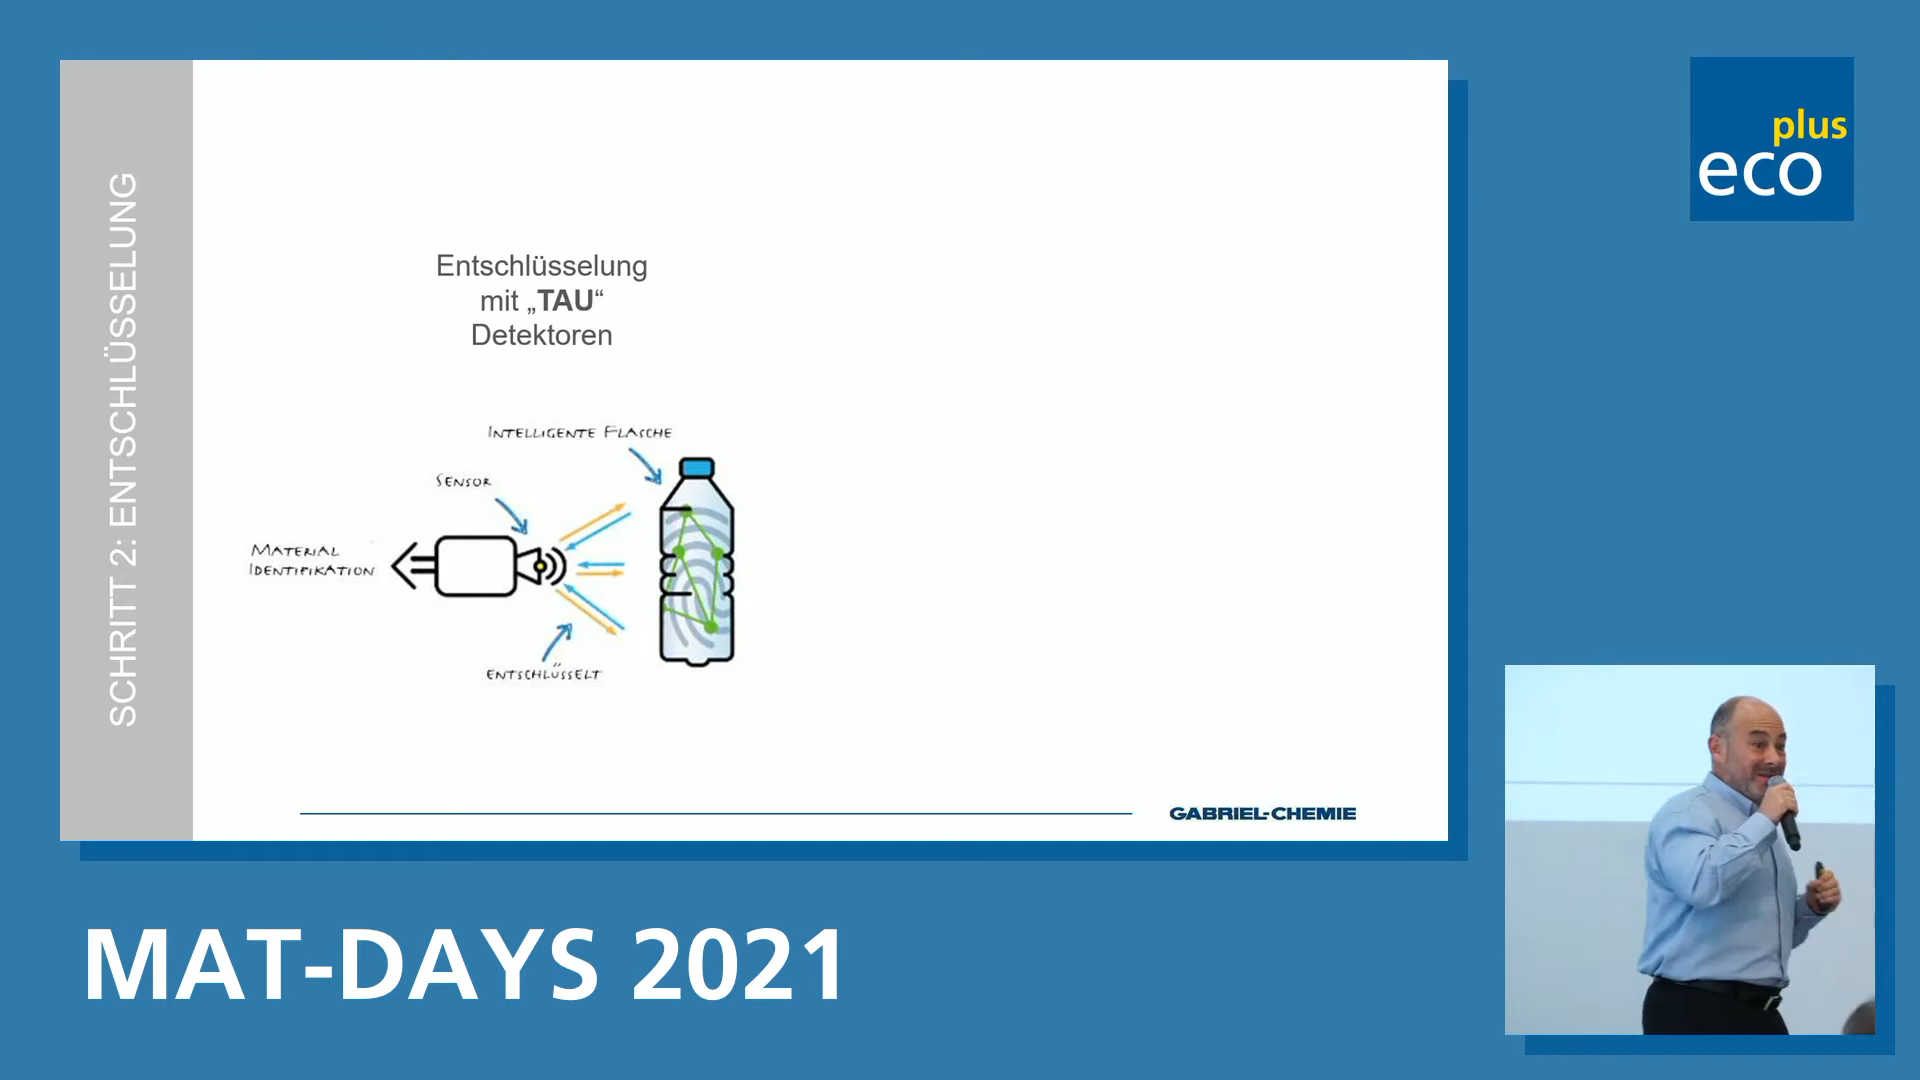 SCHRITT 2: ENTSCHLÜSSELUNG
Entschlüsselung
mit „TAU“
Detektoren
INTELLIGENTE FLASCHE
SENSOR
MATERIAL
IDENTIFIKATION
ENTSCHLÜSSELT
GABRIEL-CHEMIE
plus
eco
MAT-DAYS 2021